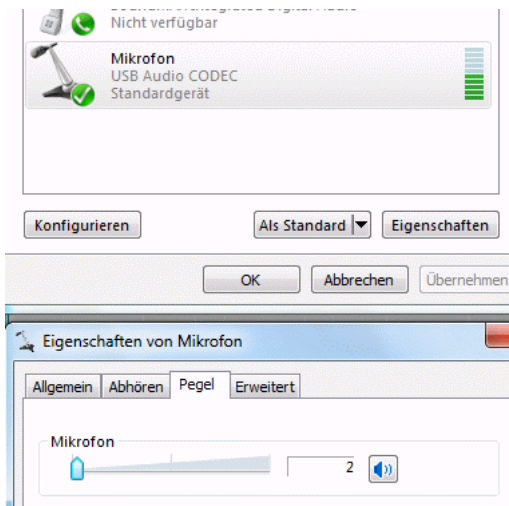 Nicht verfügbar
Mikrofon
USB Audio CODEC
Standardgerät
Konfigurieren
Als Standard
Eigenschaften
OK
Abbrechen
Übernehmen
Eigenschaften von Mikrofon
Allgemein
Abhören
Pegel
Erweitert
Mikrofon
2